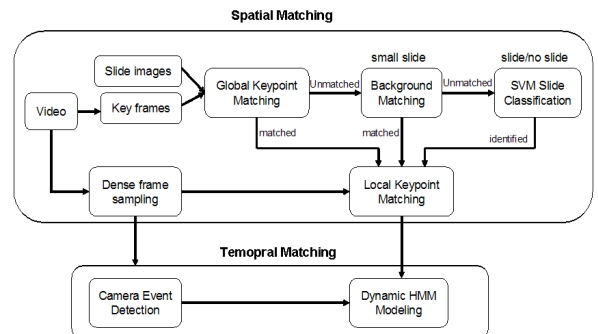 Spatial Matching
small slide
slide/no slide
Slide images
Global Keypoint
Matching
Unmatched
Background
Matching
Unmatched
SVM Slide
Classification
Video
Key frames
matched
matched
identified
Dense frame
sampling
Local Keypoint
Matching
Temopral Matching
Camera Event
Detection
Dynamic HMM
Modeling